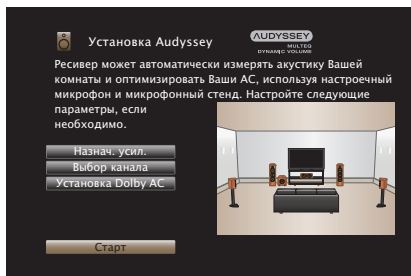 Установка Audyssey
AUDYSSEY
MULTEQ
DYNAMIC VOLUME
Ресивер может автоматически измерять акустику Вашей
комнаты и оптимизировать Ваши АС, используя настроечный
микрофон и микрофонный стенд. Настройте следующие
параметры, если
необходимо.
Назнач. усил.
Выбор канала
Установка Dolby АС
Старт